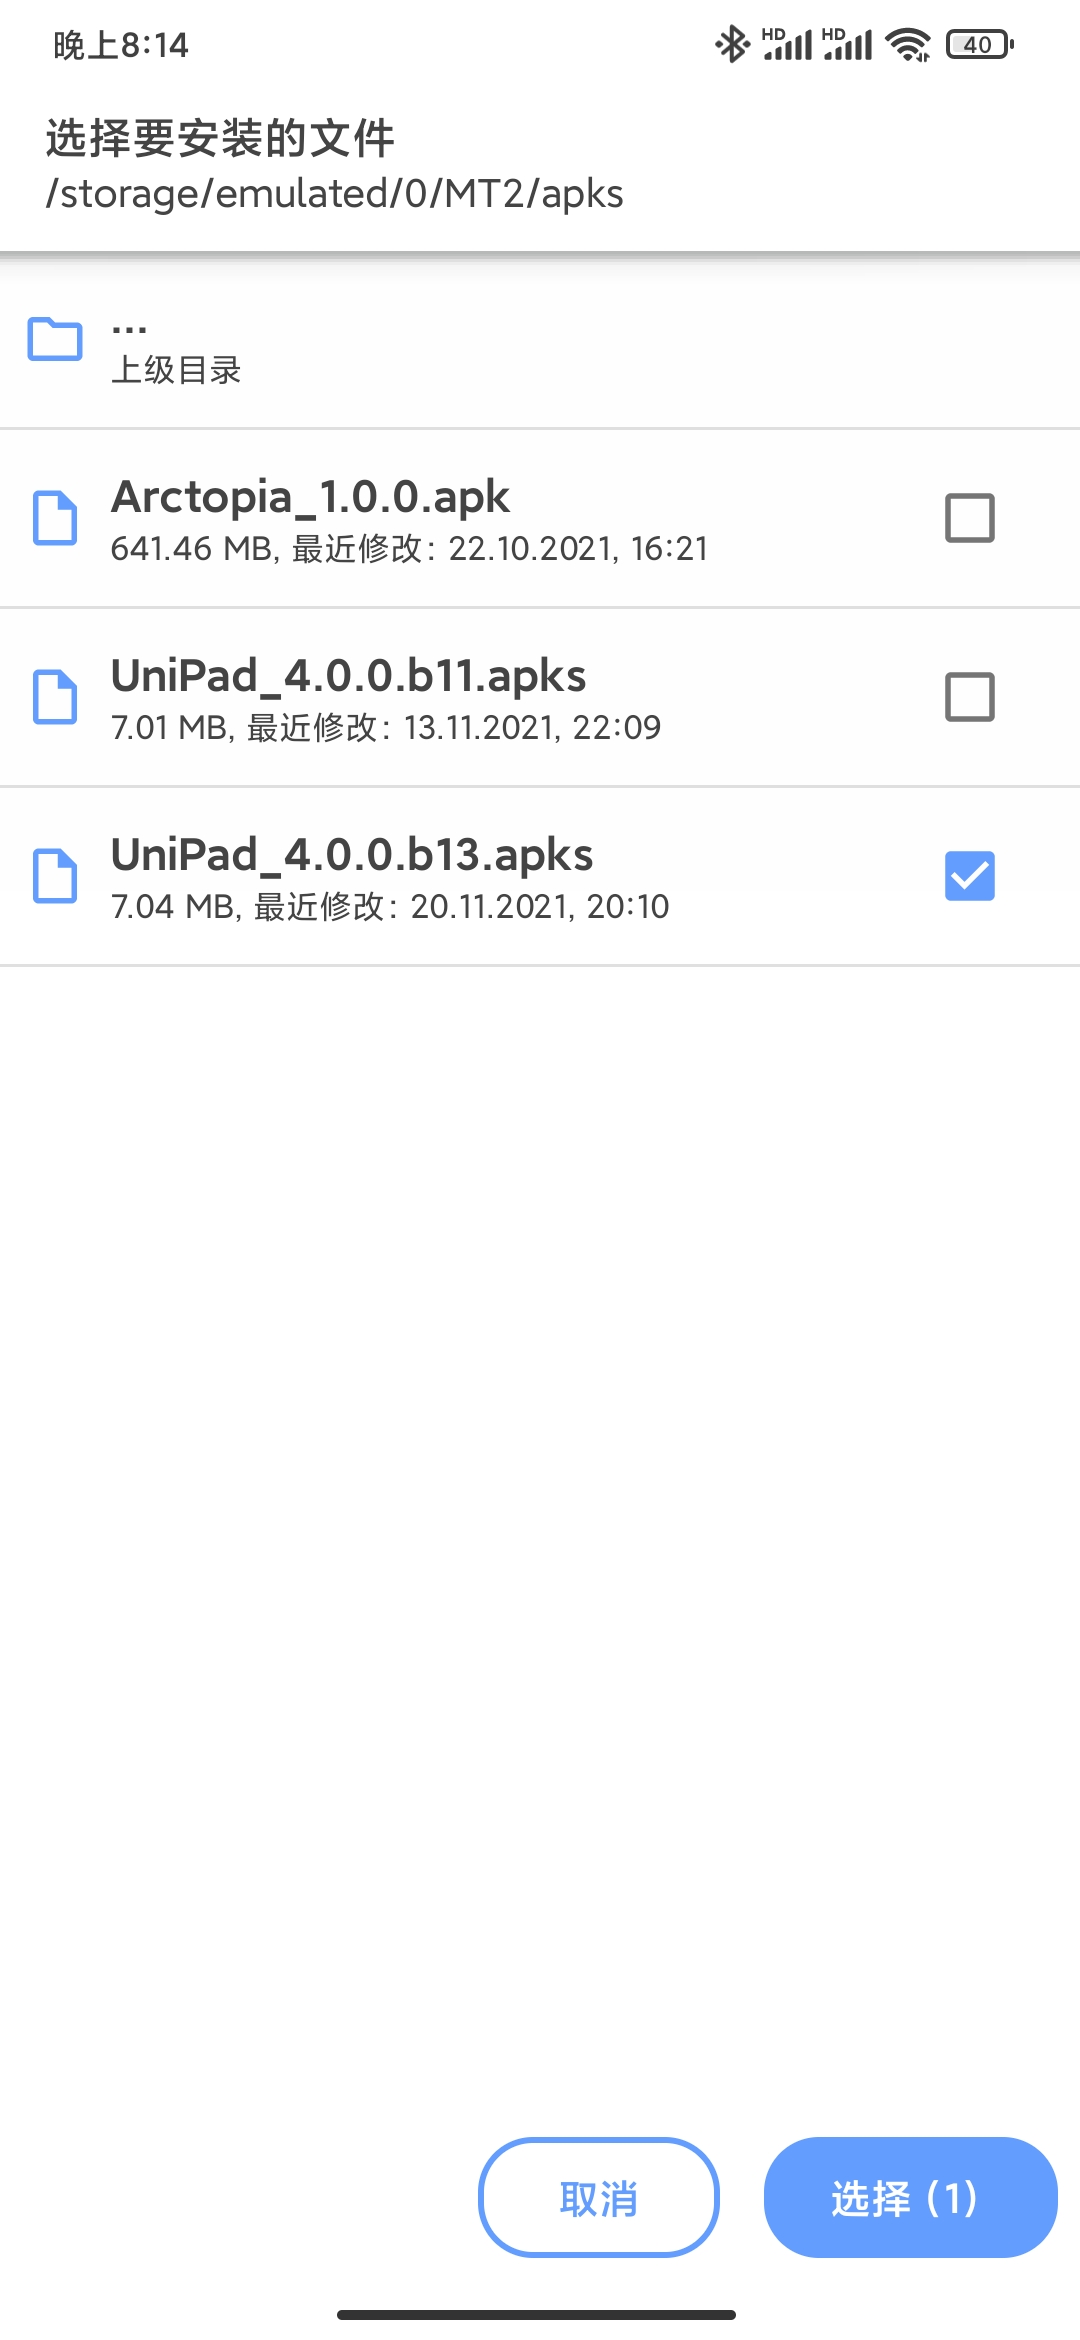 晚上8:14 HD HD 40
选择要安装的文件
/storage/emulated/0/MT2/apks
...
上级目录
Arctopia_1.0.0.apk
641.46 MB, 最近修改: 22.10.2021, 16:21
UniPad_4.0.0.b11.apks
7.01 MB, 最近修改: 13.11.2021, 22:09
UniPad_4.0.0.b13.apks
7.04 MB, 最近修改: 20.11.2021, 20:10
取消 选择 (1)